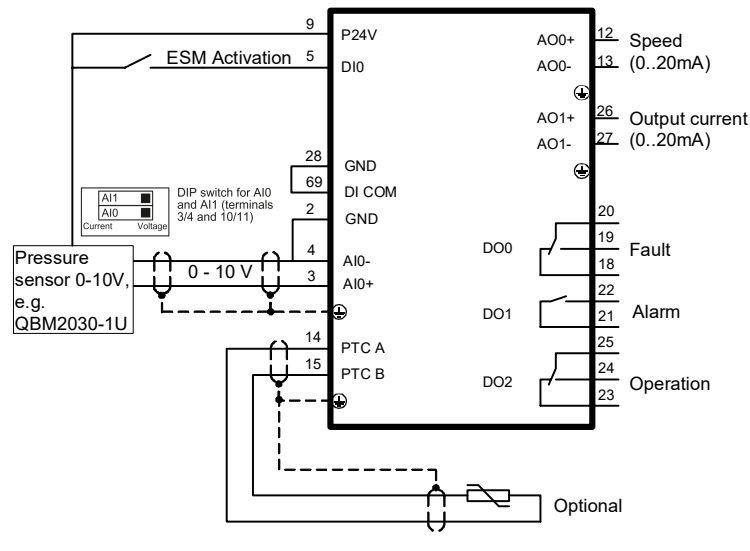 9 P24V
ESM Activation 5 DI0
28 GND
69 DI COM
2 GND
AI1
AI0
Current Voltage
DIP switch for AI0
and AI1 (terminals
3/4 and 10/11)
Pressure
sensor 0-10V,
e.g.
QBM2030-1U
0 - 10 V
4 AI0-
3 AI0+
14 PTC A
15 PTC B
AO0+ 12 Speed
AO0- 13 (0..20mA)
AO1+ 26 Output current
AO1- 27 (0..20mA)
20
DO0 19 Fault
18
22
DO1 21 Alarm
25
DO2 24 Operation
23
Optional